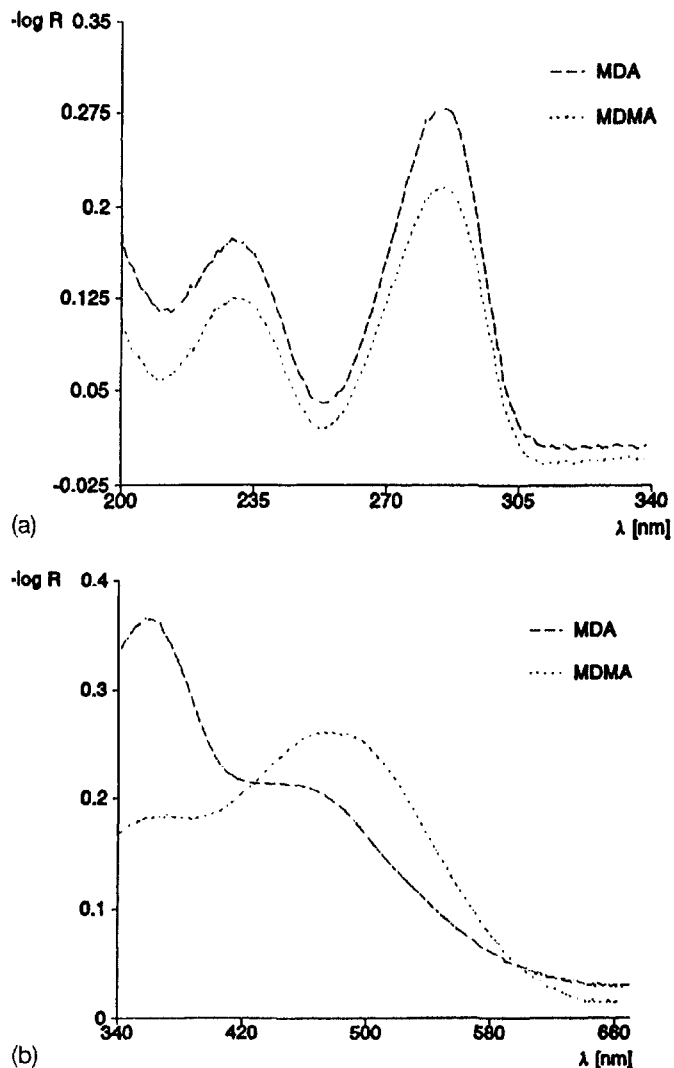 -log R 0.35
MDA
MDMA
0.275
0.2
0.125
0.05
-0.025
200 235 270 305 340
λ [nm]
(a)
-log R 0.4
MDA
MDMA
0.3
0.2
0.1
0
340 420 500 580 660
λ [nm]
(b)